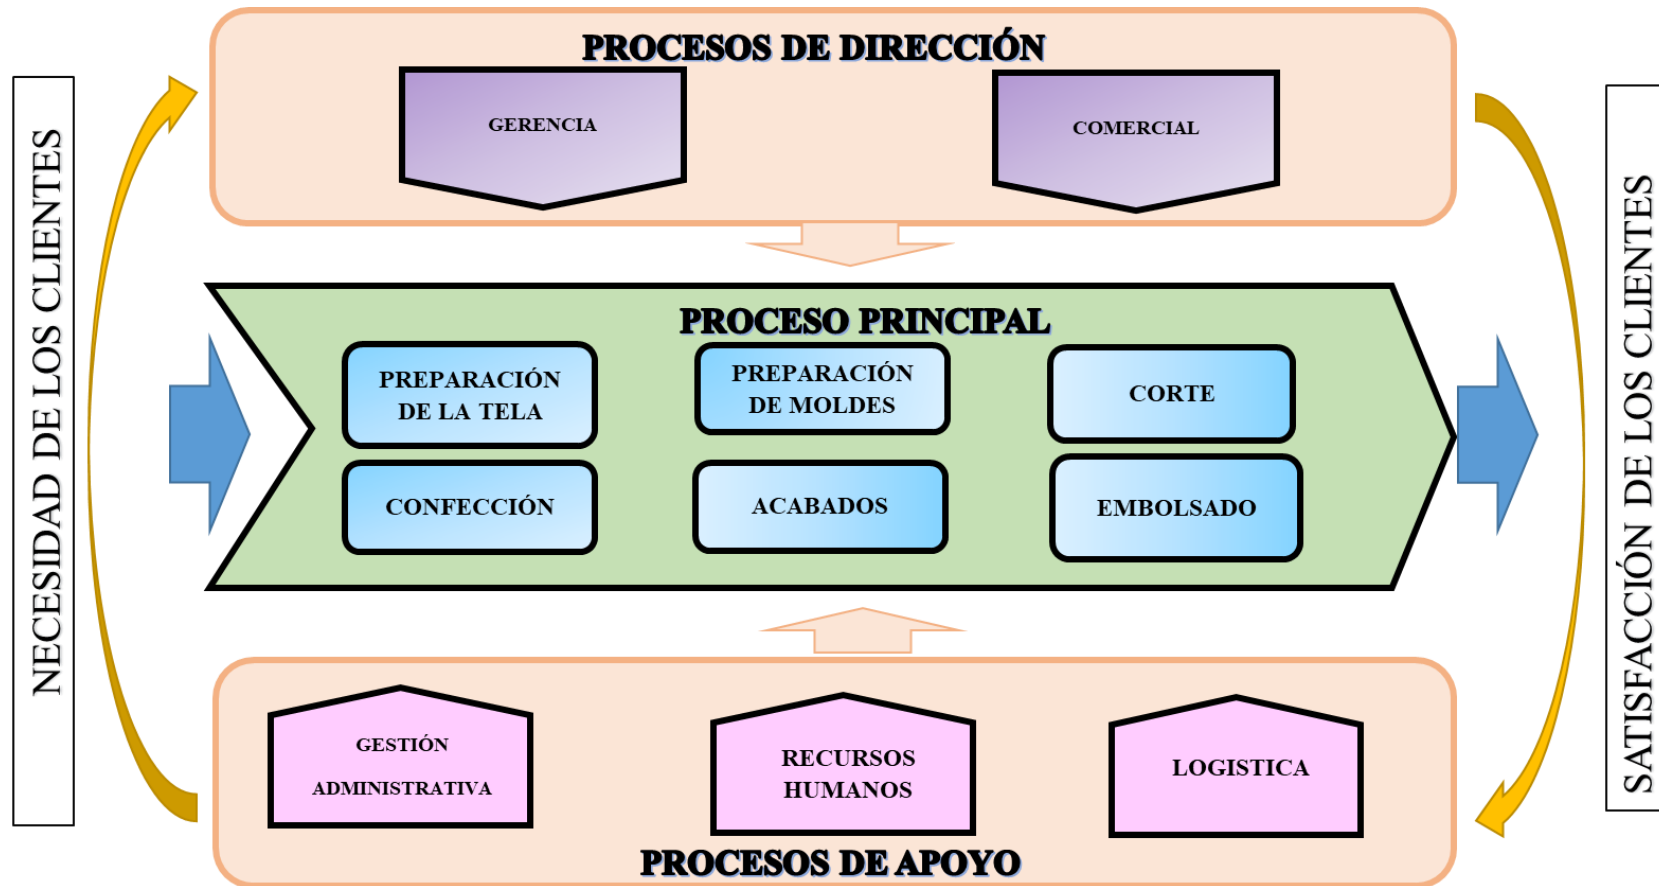 PROCESOS DE DIRECCIÓN
GERENCIA
COMERCIAL
NECESIDAD DE LOS CLIENTES
PROCESO PRINCIPAL
PREPARACIÓN
DE LA TELA
PREPARACIÓN
DE MOLDES
CORTE
CONFECCIÓN
ACABADOS
EMBOLSADO
SATISFACCIÓN DE LOS CLIENTES
GESTIÓN
ADMINISTRATIVA
RECURSOS
HUMANOS
LOGISTICA
PROCESOS DE APOYO